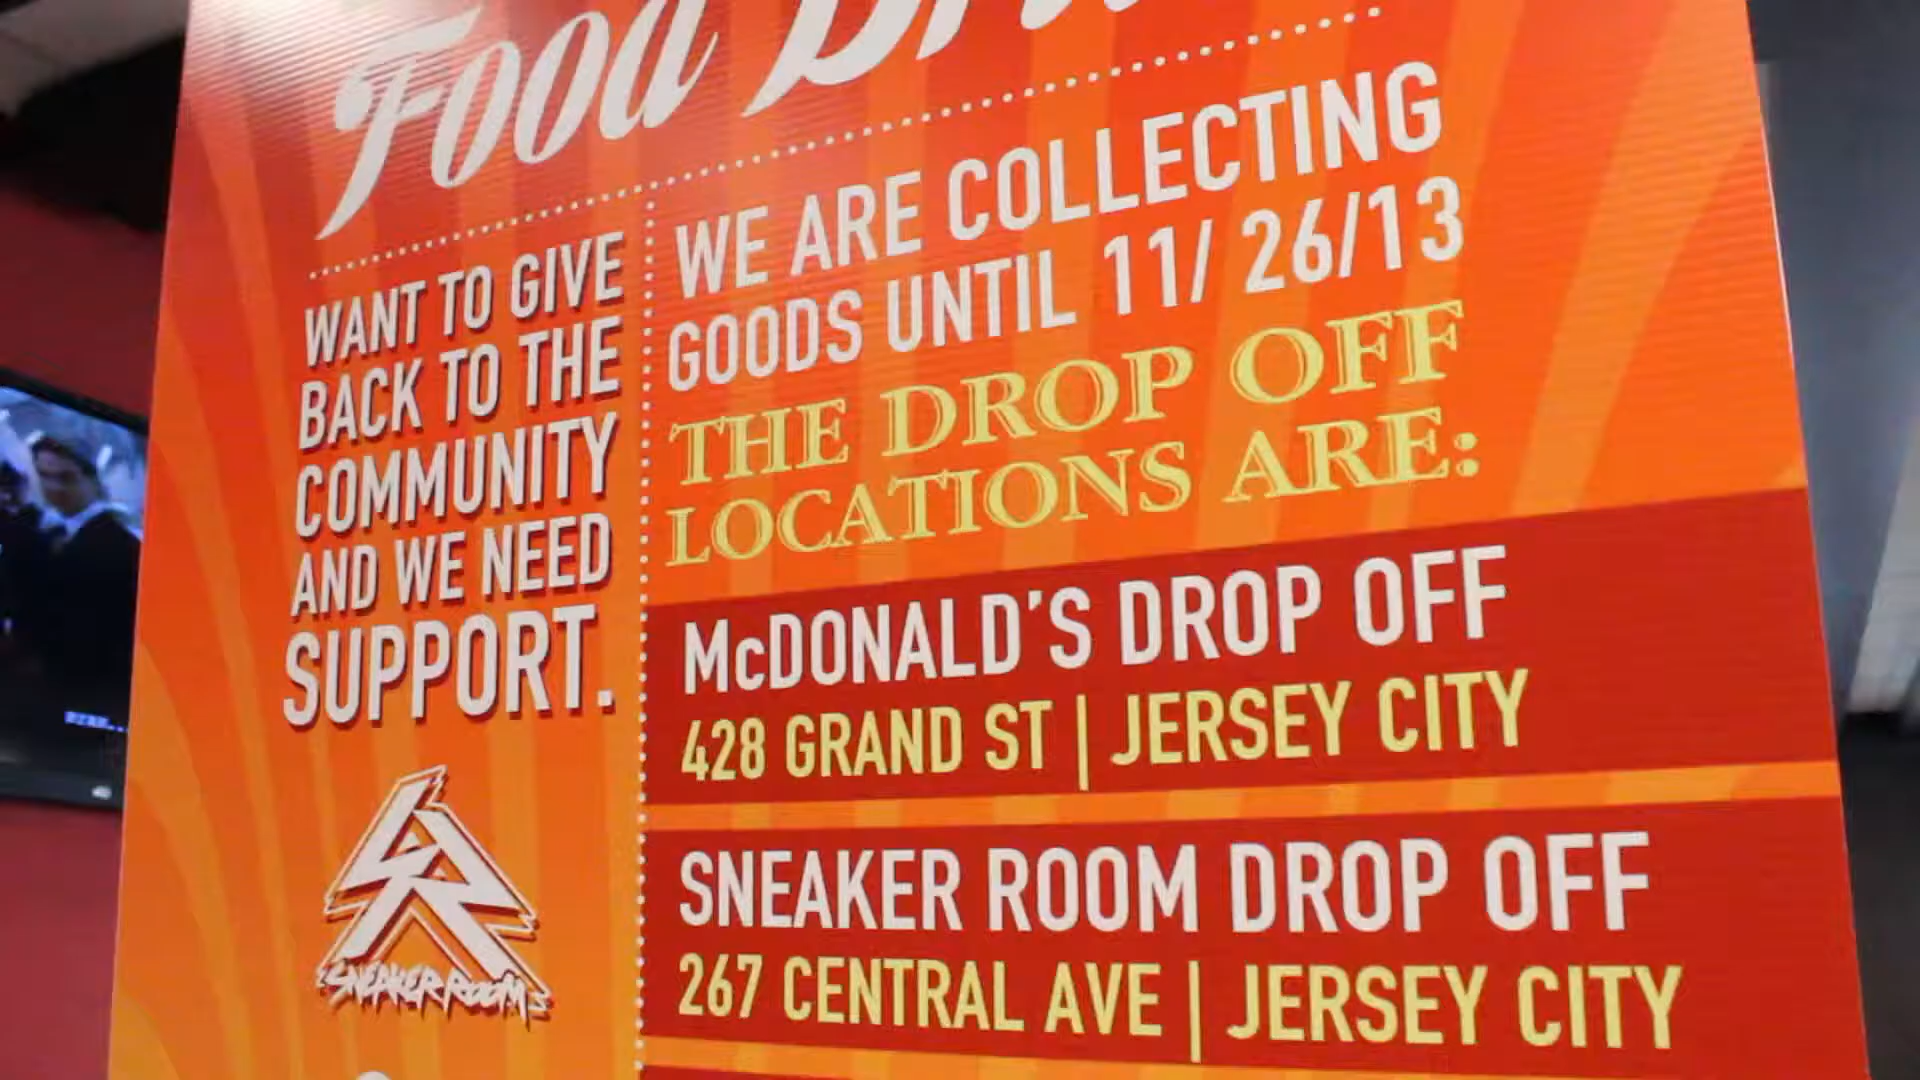 Food
WANT TO GIVE
BACK TO THE
COMMUNITY
AND WE NEED
SUPPORT.
SNEAKER ROOM
WE ARE COLLECTING
GOODS UNTIL 11/ 26/13
THE DROP OFF
LOCATIONS ARE:
McDONALD'S DROP OFF
428 GRAND ST | JERSEY CITY
SNEAKER ROOM DROP OFF
267 CENTRAL AVE | JERSEY CITY